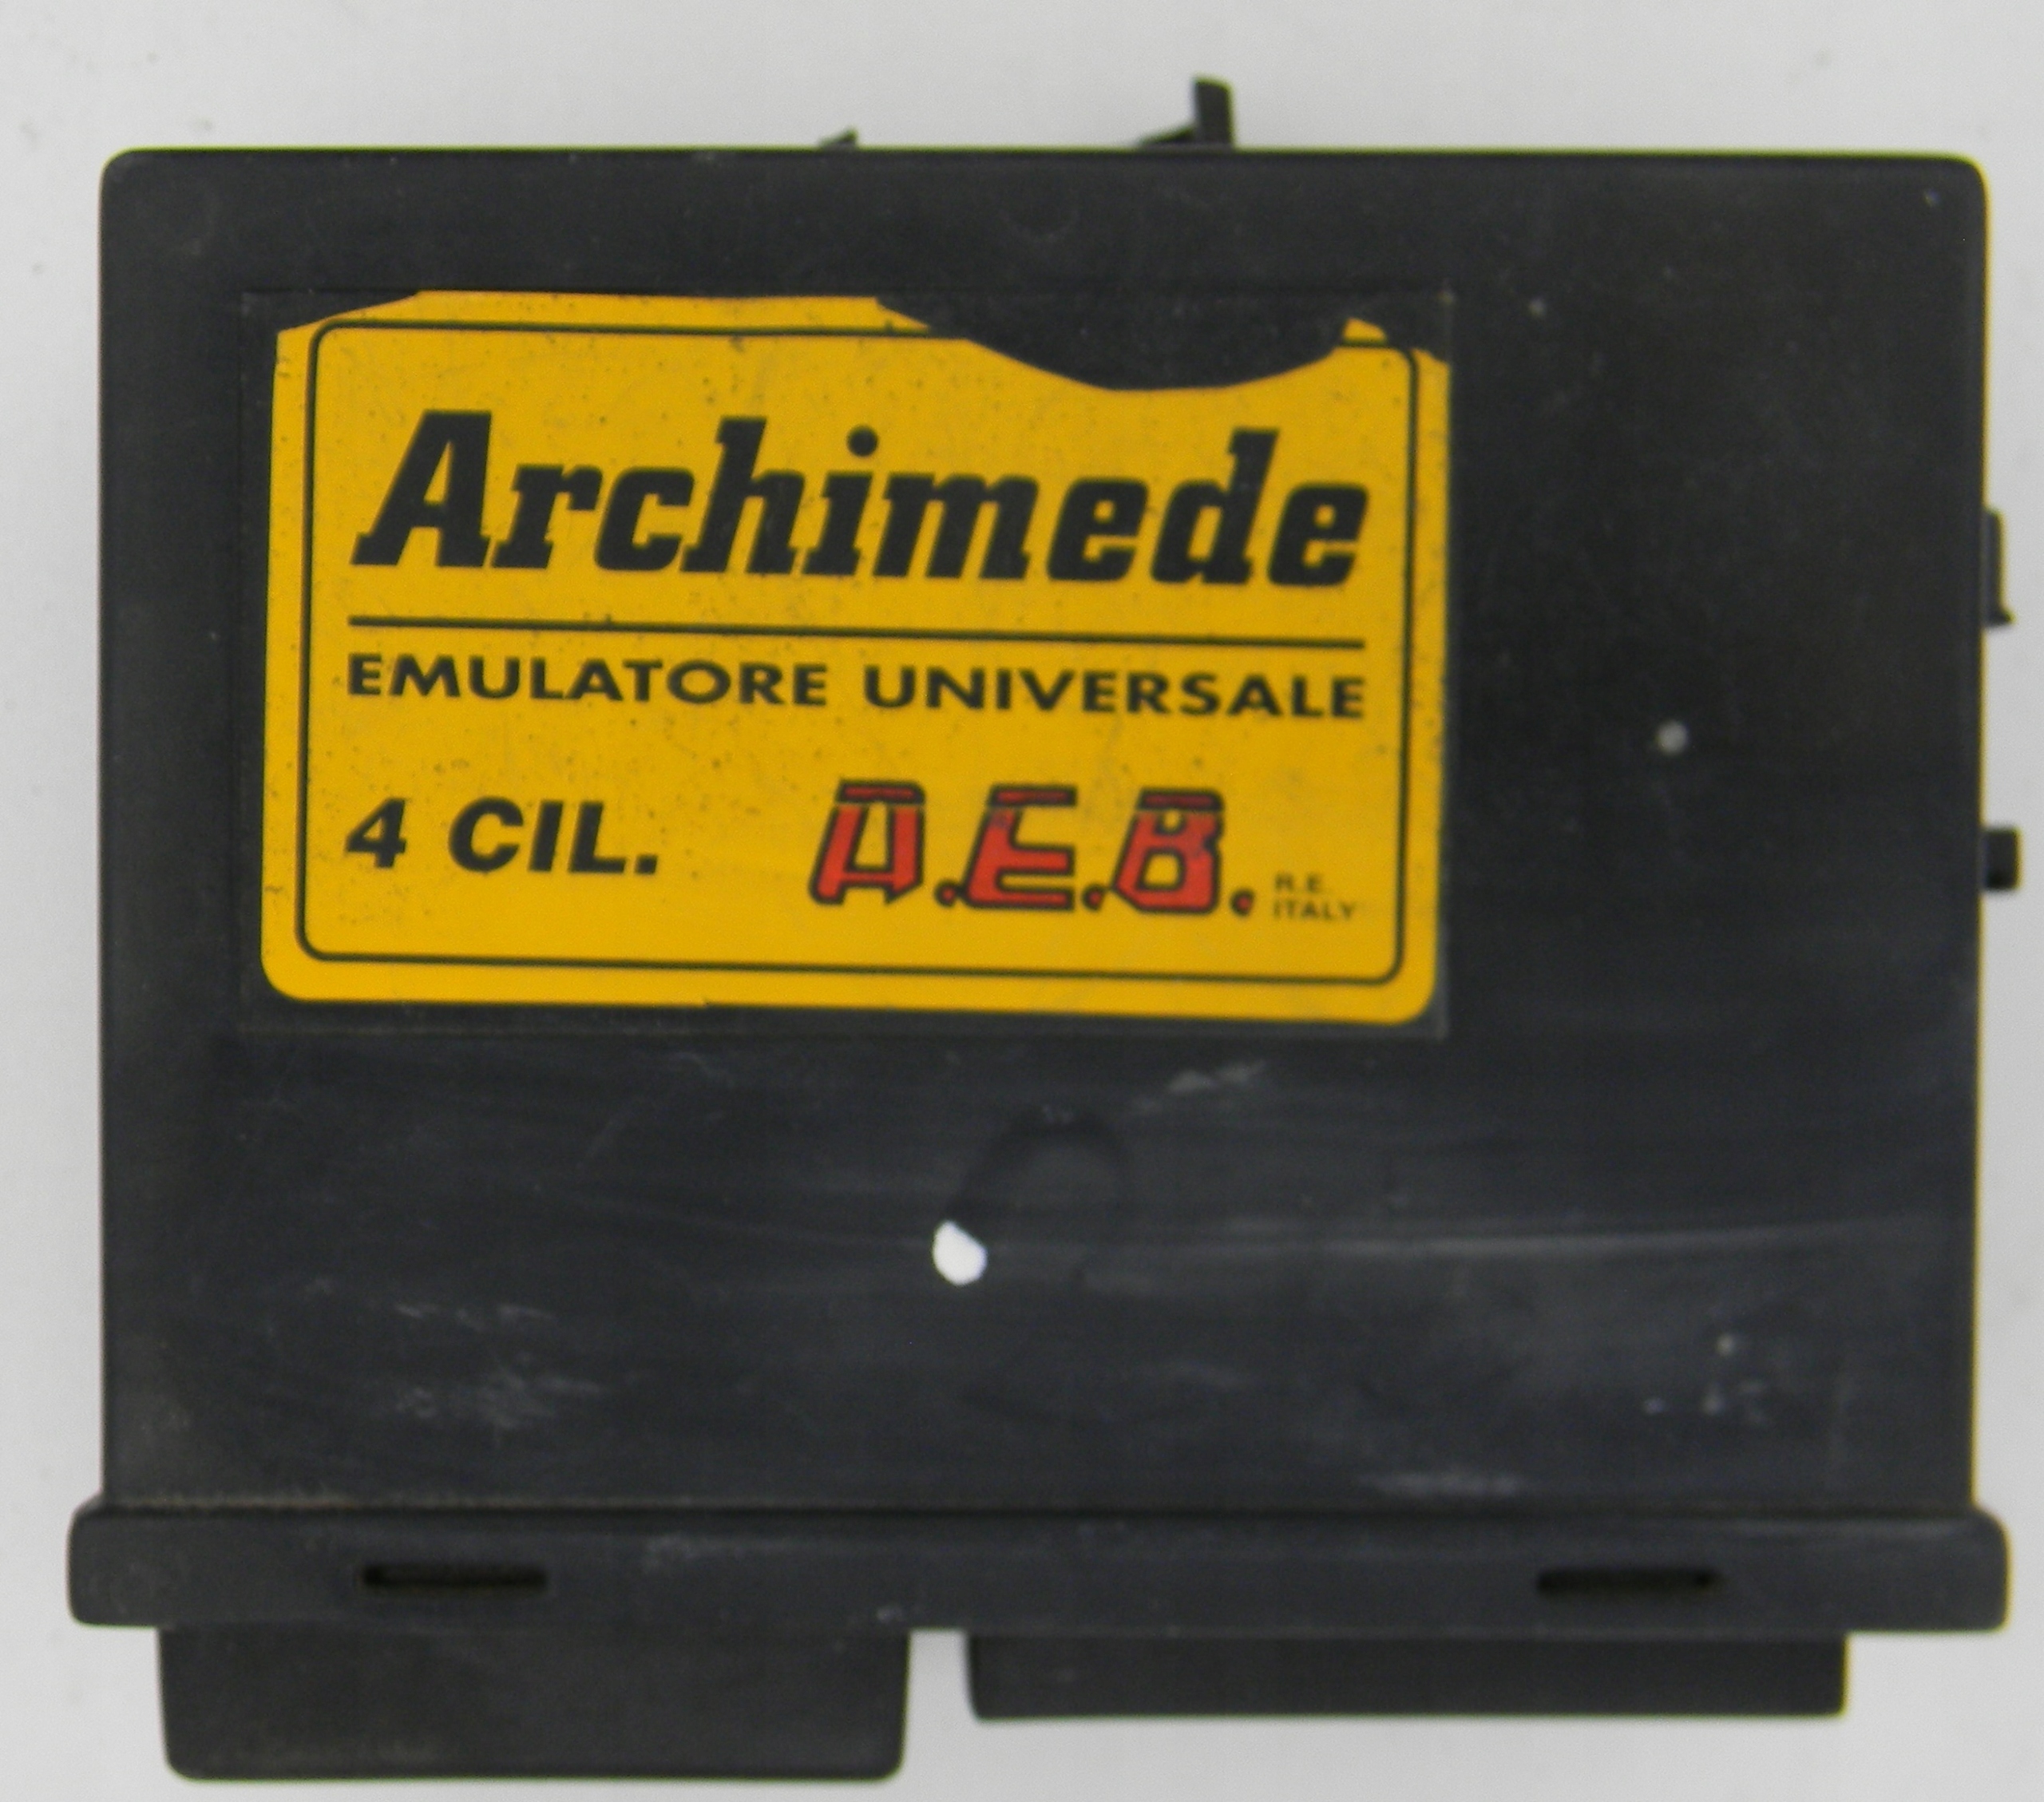 Archimede
EMULATORE UNIVERSALE
4 CIL. A.E.B. R.E.
ITALY